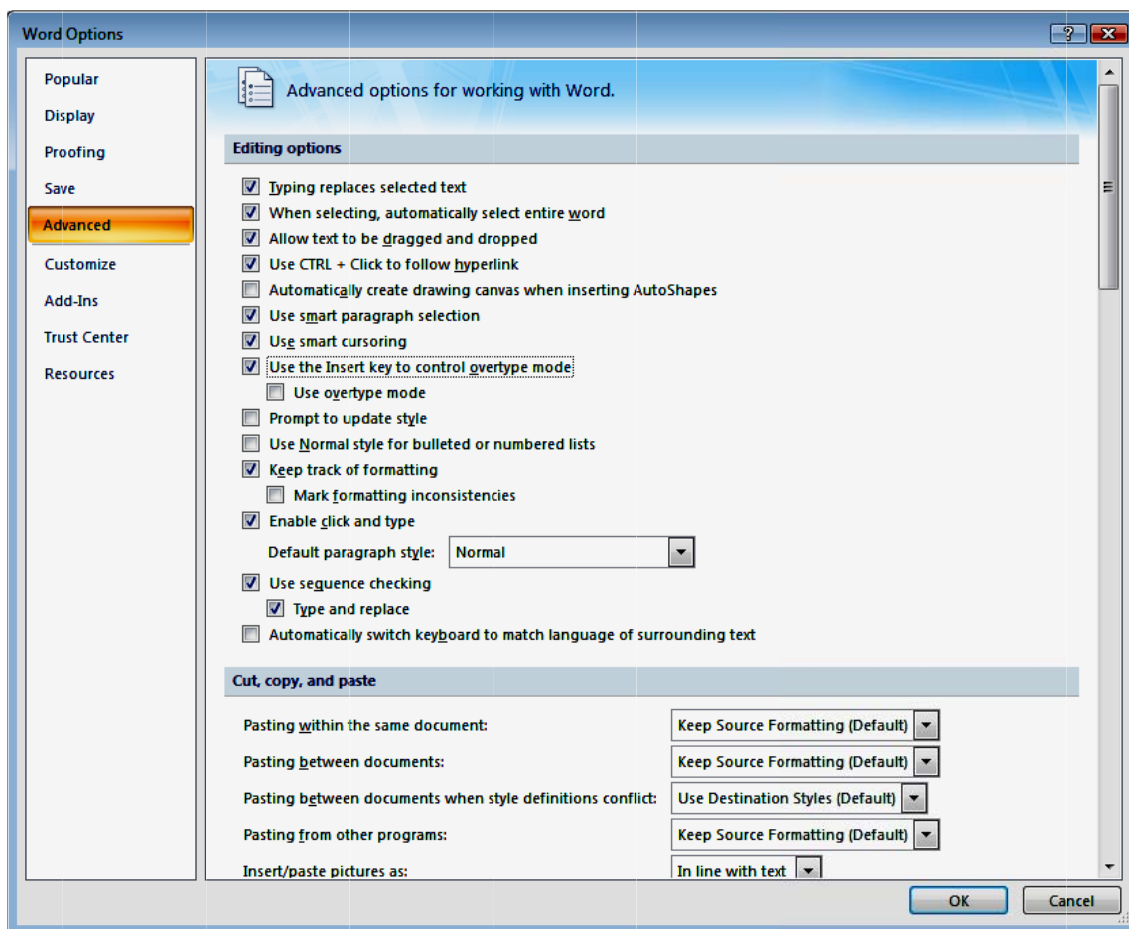 Word Options
Popular
Display
Proofing
Save
Advanced
Customize
Add-Ins
Trust Center
Resources
Advanced options for working with Word.
Editing options
Typing replaces selected text
When selecting, automatically select entire word
Allow text to be dragged and dropped
Use CTRL + Click to follow hyperlink
Automatically create drawing canvas when inserting AutoShapes
Use smart paragraph selection
Use smart cursoring
Use the Insert key to control overtype mode
Use overtype mode
Prompt to update style
Use Normal style for bulleted or numbered lists
Keep track of formatting
Mark formatting inconsistencies
Enable click and type
Default paragraph style: Normal
Use sequence checking
Type and replace
Automatically switch keyboard to match language of surrounding text
Cut, copy, and paste
Pasting within the same document: Keep Source Formatting (Default)
Pasting between documents: Keep Source Formatting (Default)
Pasting between documents when style definitions conflict: Use Destination Styles (Default)
Pasting from other programs: Keep Source Formatting (Default)
Insert/paste pictures as: In line with text
OK Cancel